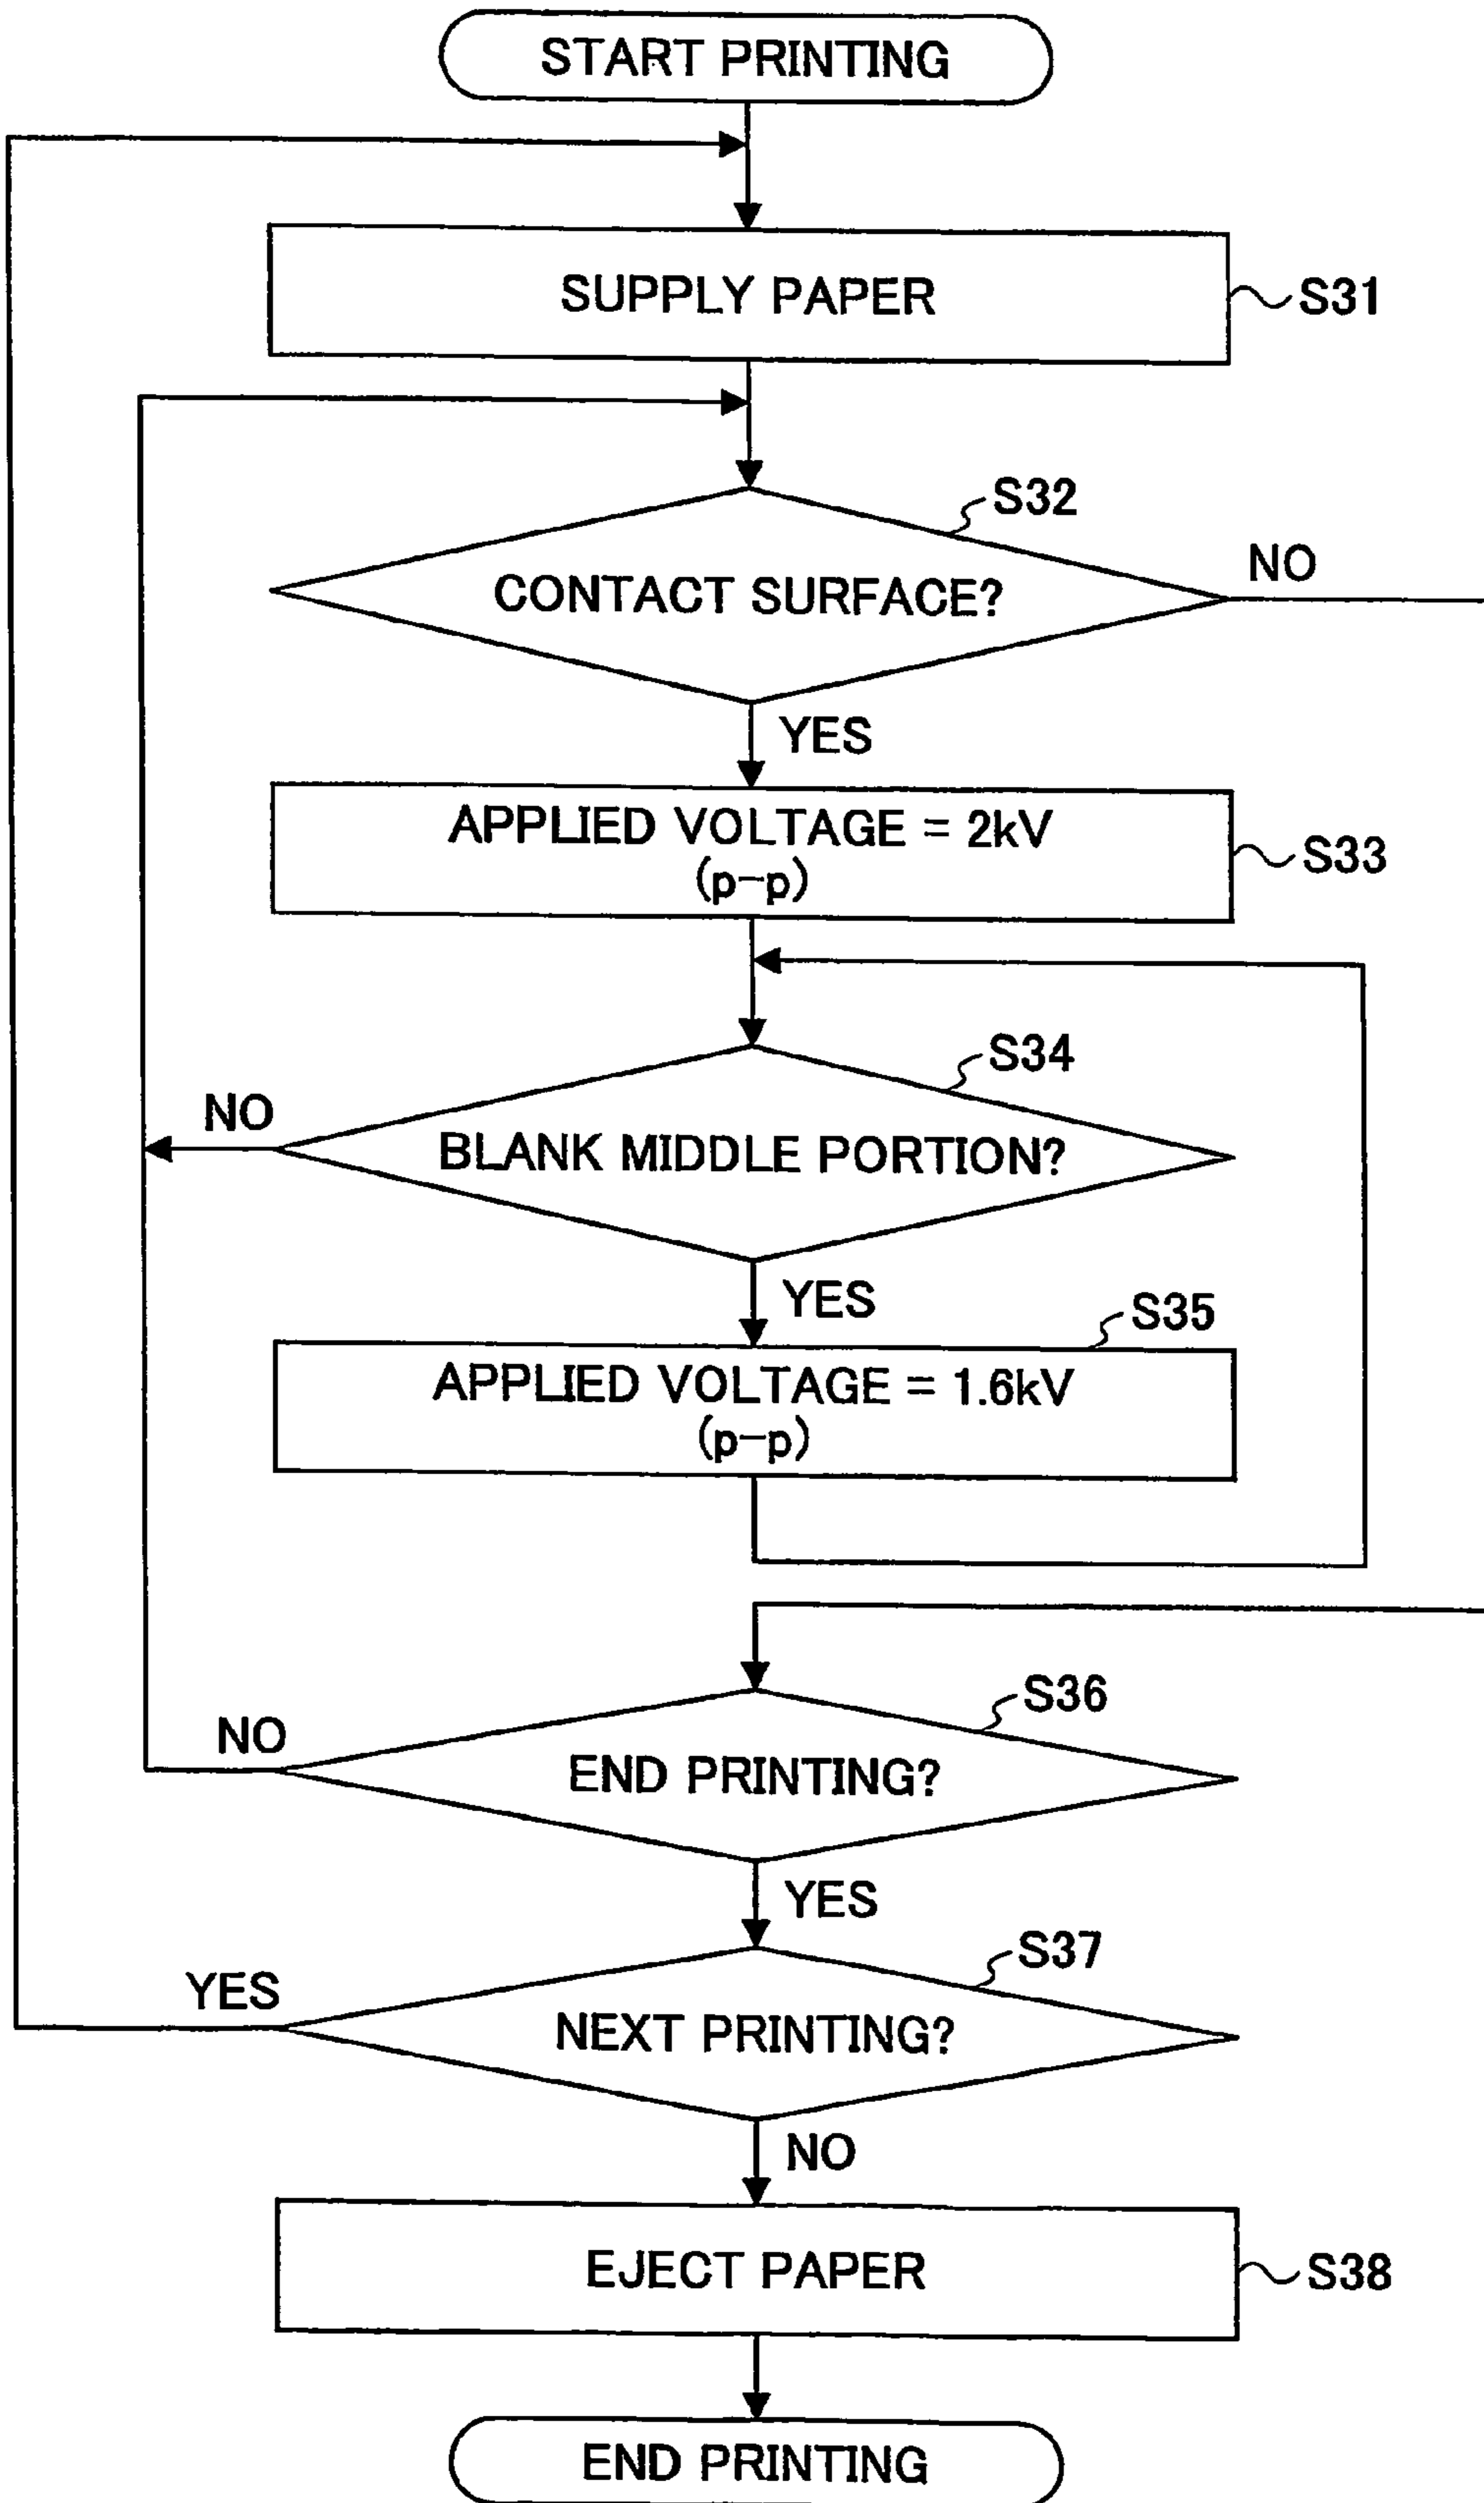 START PRINTING
SUPPLY PAPER
S31
S32
CONTACT SURFACE?
NO
YES
APPLIED VOLTAGE = 2kV
(p-p)
S33
S34
NO
BLANK MIDDLE PORTION?
YES
S35
APPLIED VOLTAGE = 1.6kV
(p-p)
S36
NO
END PRINTING?
YES
S37
YES
NEXT PRINTING?
NO
EJECT PAPER
S38
END PRINTING